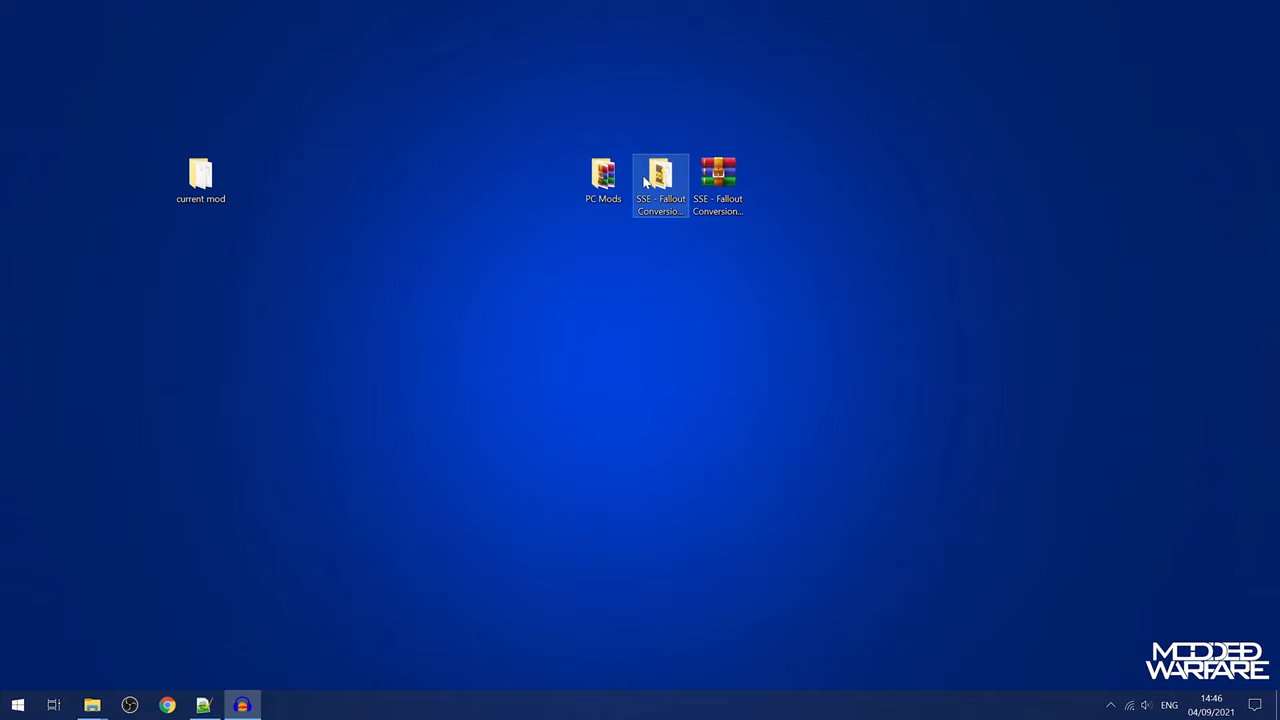 current mod
PC Mods
SSE - Fallout
Conversio...
SSE - Fallout
Conversion...
MODDED
WARFARE
ENG
14:46
04/09/2021